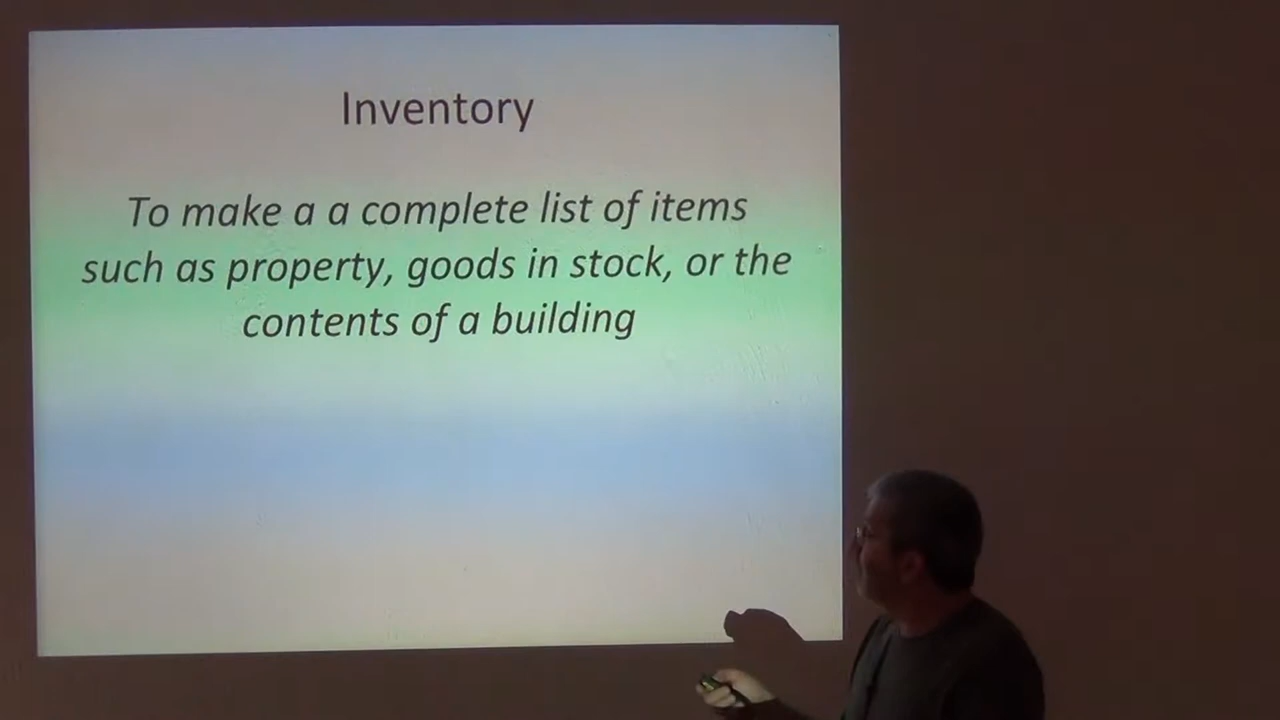 Inventory
To make a a complete list of items
such as property, goods in stock, or the
contents of a building